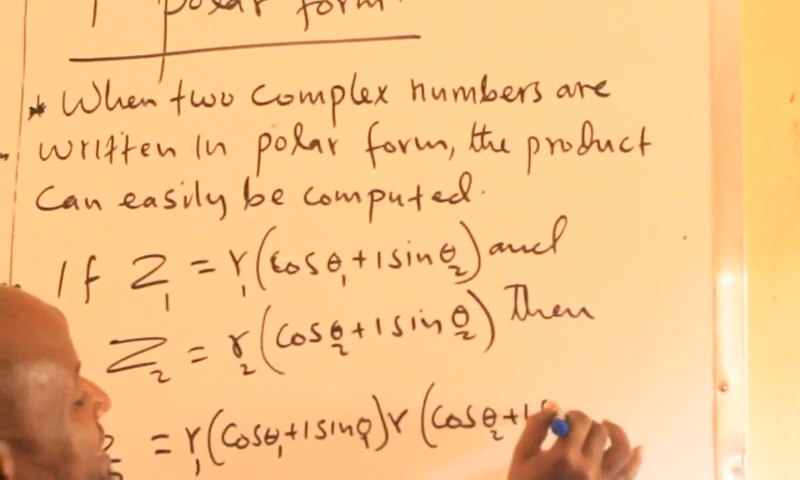 polar form.
* When two complex numbers are
written in polar form, the product
can easily be computed.
If Z₁ = r₁(cosθ₁+isinθ₂) and
Z₂ = r₂(cosθ₂+isinθ₂) Then
= r₁(cosθ₁+isinθ₁)r(cosθ₂+i